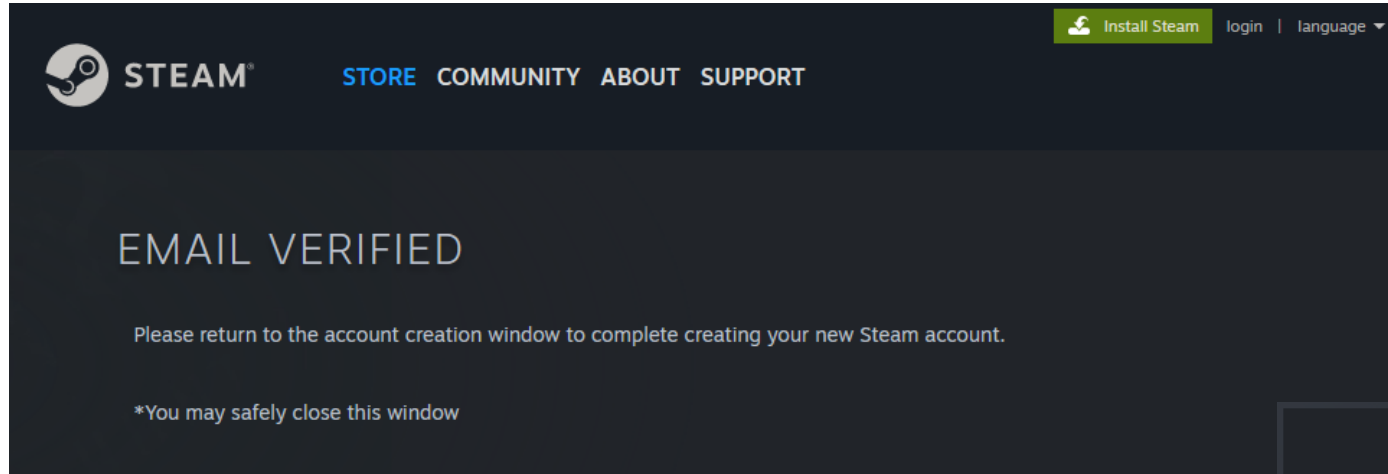 Install Steam login | language
STEAM®
STORE COMMUNITY ABOUT SUPPORT
EMAIL VERIFIED
Please return to the account creation window to complete creating your new Steam account.
*You may safely close this window